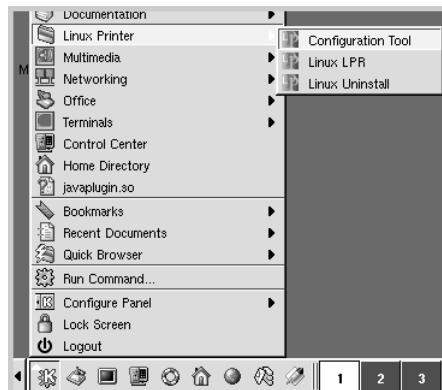 Documentation
Linux Printer
Configuration Tool
Linux LPR
Linux Uninstall
Multimedia
M
Networking
Office
Terminals
Control Center
Home Directory
javaplugin.so
Bookmarks
Recent Documents
Quick Browser
Run Command...
Configure Panel
Lock Screen
Logout
K
1 2 3